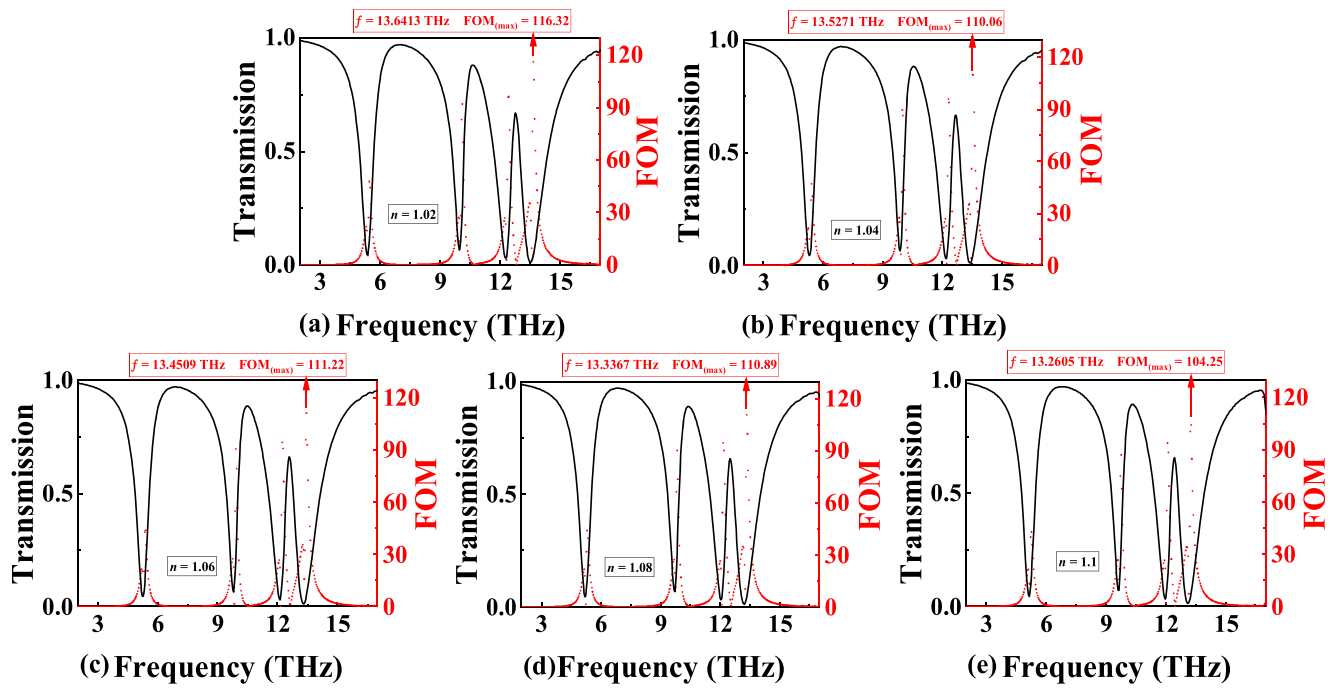 f = 13.6413 THz FOM(max) = 116.32
1.0
0.5
0.0
Transmission
n = 1.02
120
90
60
30
0
FOM
3 6 9 12 15
(a) Frequency (THz)
f = 13.5271 THz FOM(max) = 110.06
1.0
0.5
0.0
Transmission
n = 1.04
120
90
60
30
0
FOM
3 6 9 12 15
(b) Frequency (THz)
f = 13.4509 THz FOM(max) = 111.22
1.0
0.5
0.0
Transmission
n = 1.06
120
90
60
30
0
FOM
3 6 9 12 15
(c) Frequency (THz)
f = 13.3367 THz FOM(max) = 110.89
1.0
0.5
0.0
Transmission
n = 1.08
120
90
60
30
0
FOM
3 6 9 12 15
(d) Frequency (THz)
f = 13.2605 THz FOM(max) = 104.25
1.0
0.5
0.0
Transmission
n = 1.1
120
90
60
30
0
FOM
3 6 9 12 15
(e) Frequency (THz)